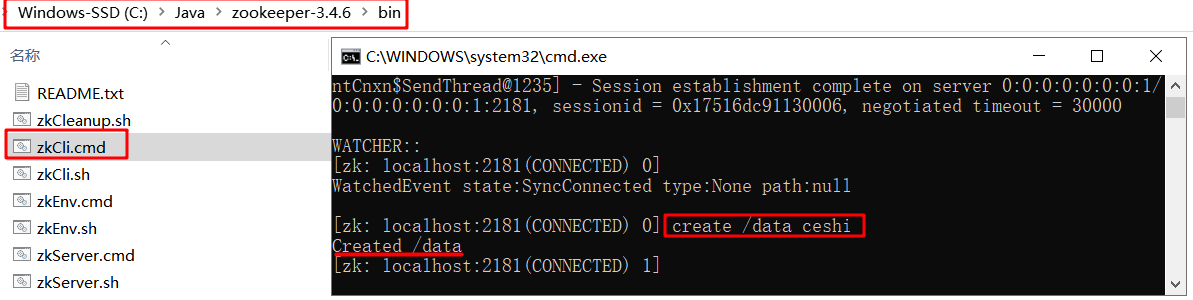 Windows-SSD (C:) > Java > zookeeper-3.4.6 > bin
名称
README.txt
zkCleanup.sh
zkCli.cmd
zkCli.sh
zkEnv.cmd
zkEnv.sh
zkServer.cmd
zkServer.sh
C:\WINDOWS\system32\cmd.exe
ntCnxn$SendThread@1235] - Session establishment complete on server 0:0:0:0:0:0:0:1/
0:0:0:0:0:0:0:1:2181, sessionid = 0x17516dc91130006, negotiated timeout = 30000
WATCHER::
[zk: localhost:2181(CONNECTED) 0]
WatchedEvent state:SyncConnected type:None path:null
[zk: localhost:2181(CONNECTED) 0] create /data ceshi
Created /data
[zk: localhost:2181(CONNECTED) 1]